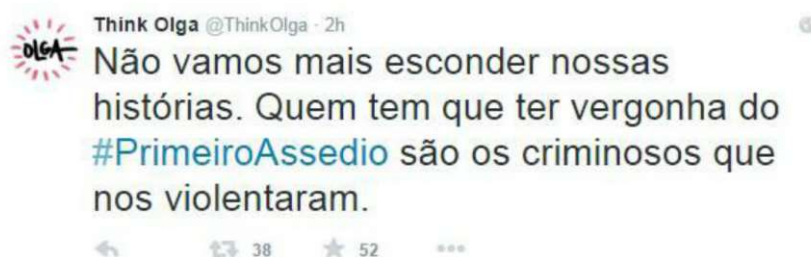 Think Olga @ThinkOlga · 2h
OLGA
Não vamos mais esconder nossas
histórias. Quem tem que ter vergonha do
#PrimeiroAssedio são os criminosos que
nos violentaram.
38 52